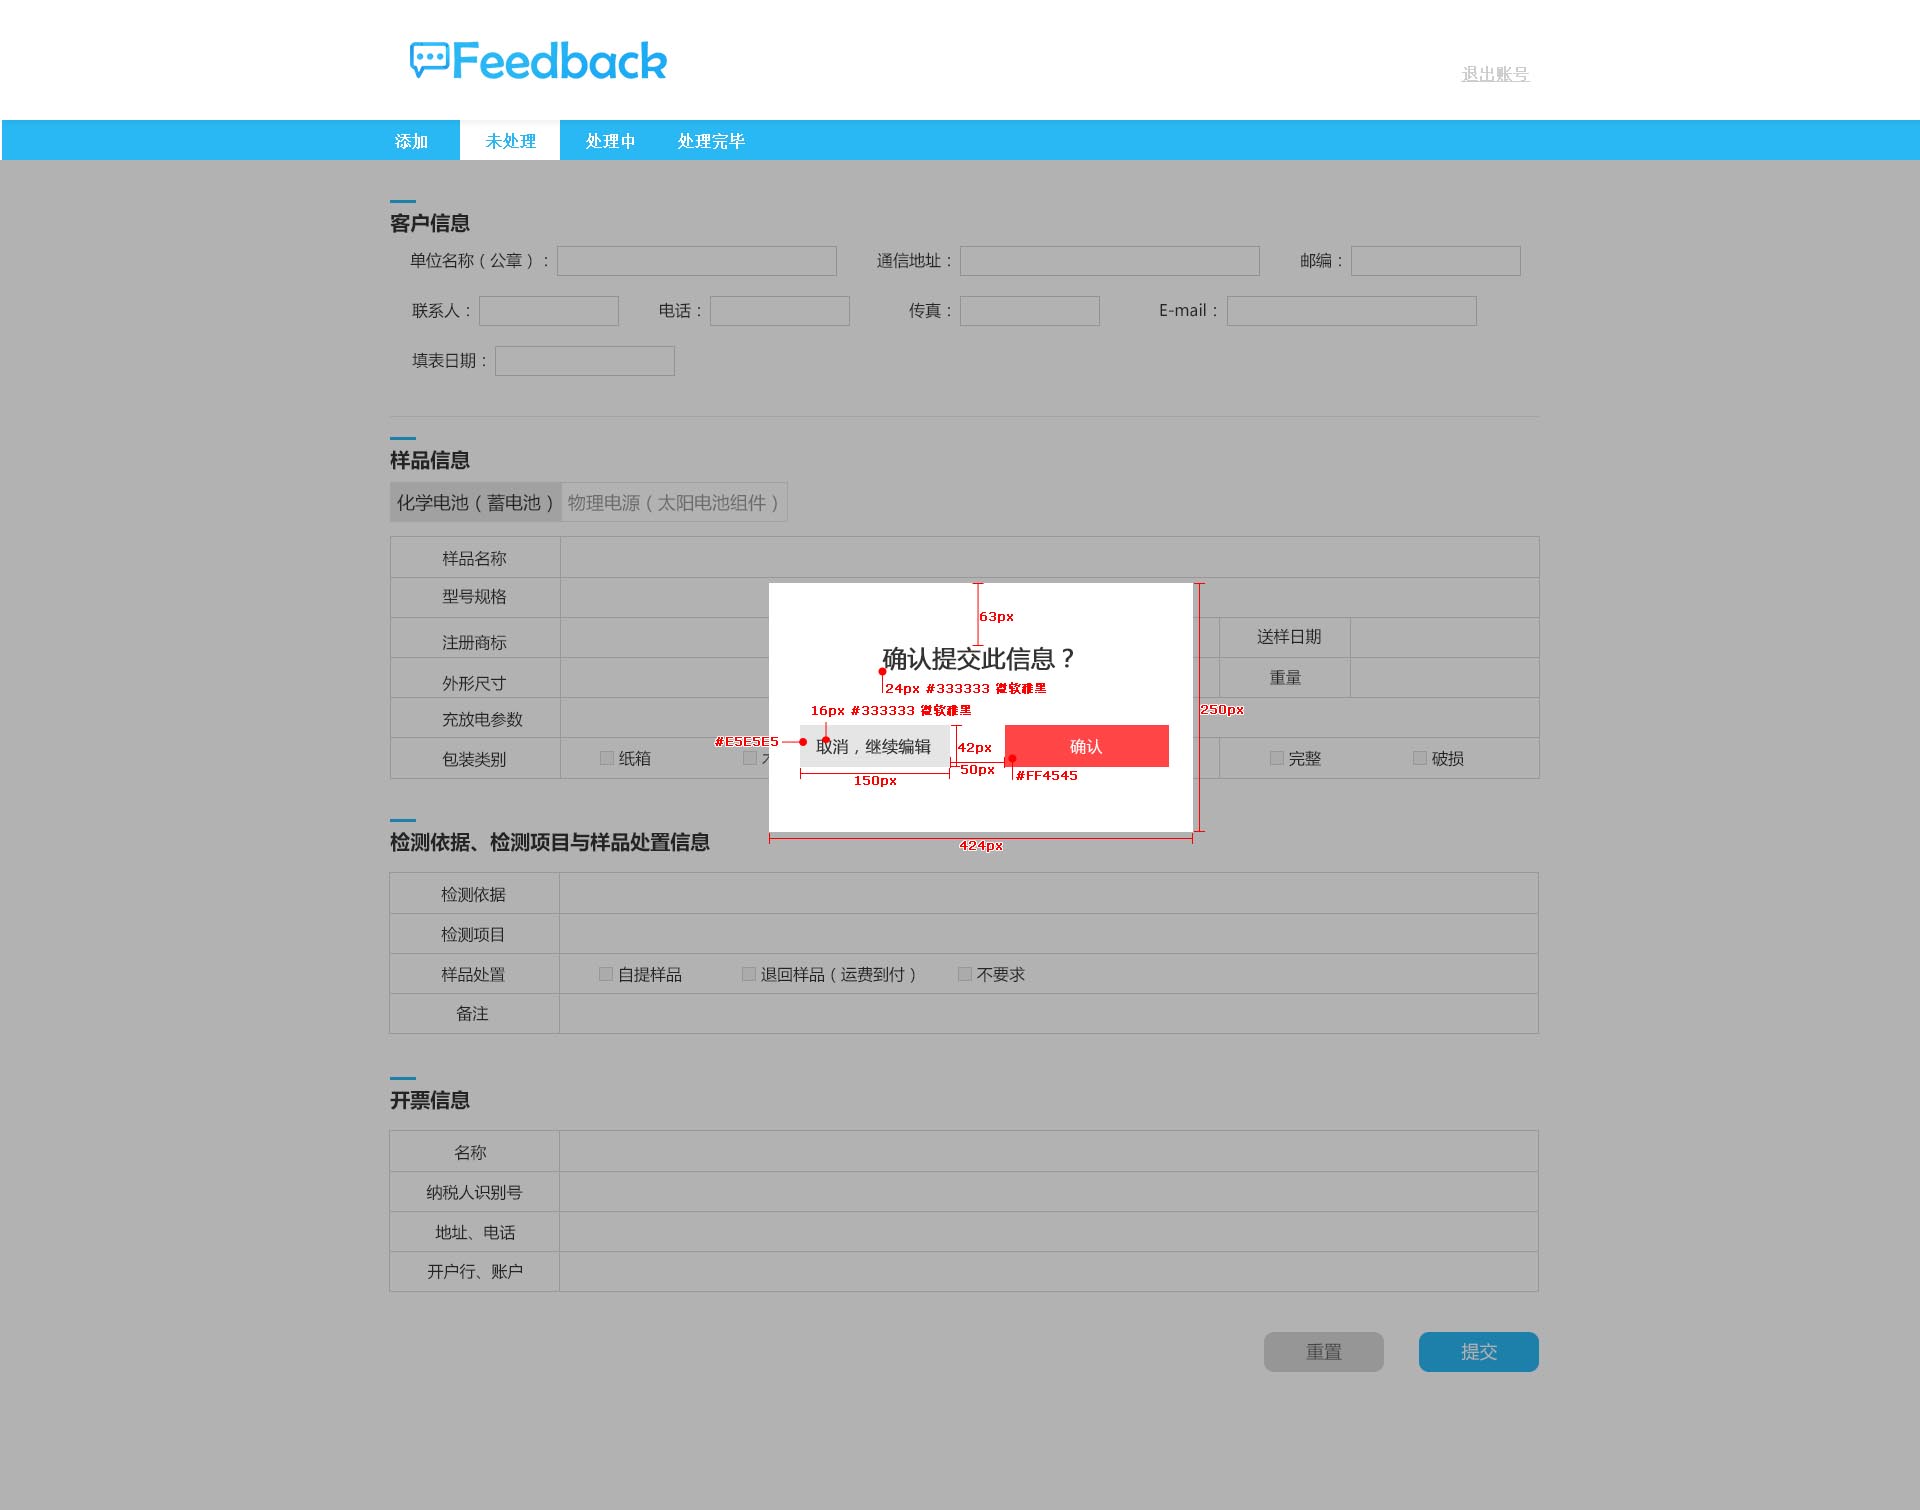 Feedback
退出账号
添加 未处理 处理中 处理完毕
客户信息
单位名称（公章）： 通信地址： 邮编：
联系人： 电话： 传真： E-mail：
填表日期：
样品信息
化学电池（蓄电池） 物理电源（太阳电池组件）
样品名称
型号规格
注册商标 送样日期
外形尺寸 重量
充放电参数
包装类别 纸箱 完整 破损
63px
确认提交此信息？
24px #333333 微软雅黑
16px #333333 微软雅黑
250px
#E5E5E5 取消，继续编辑 42px 确认
50px #FF4545
150px
424px
检测依据、检测项目与样品处置信息
检测依据
检测项目
样品处置 自提样品 退回样品（运费到付） 不要求
备注
开票信息
名称
纳税人识别号
地址、电话
开户行、账户
重置 提交